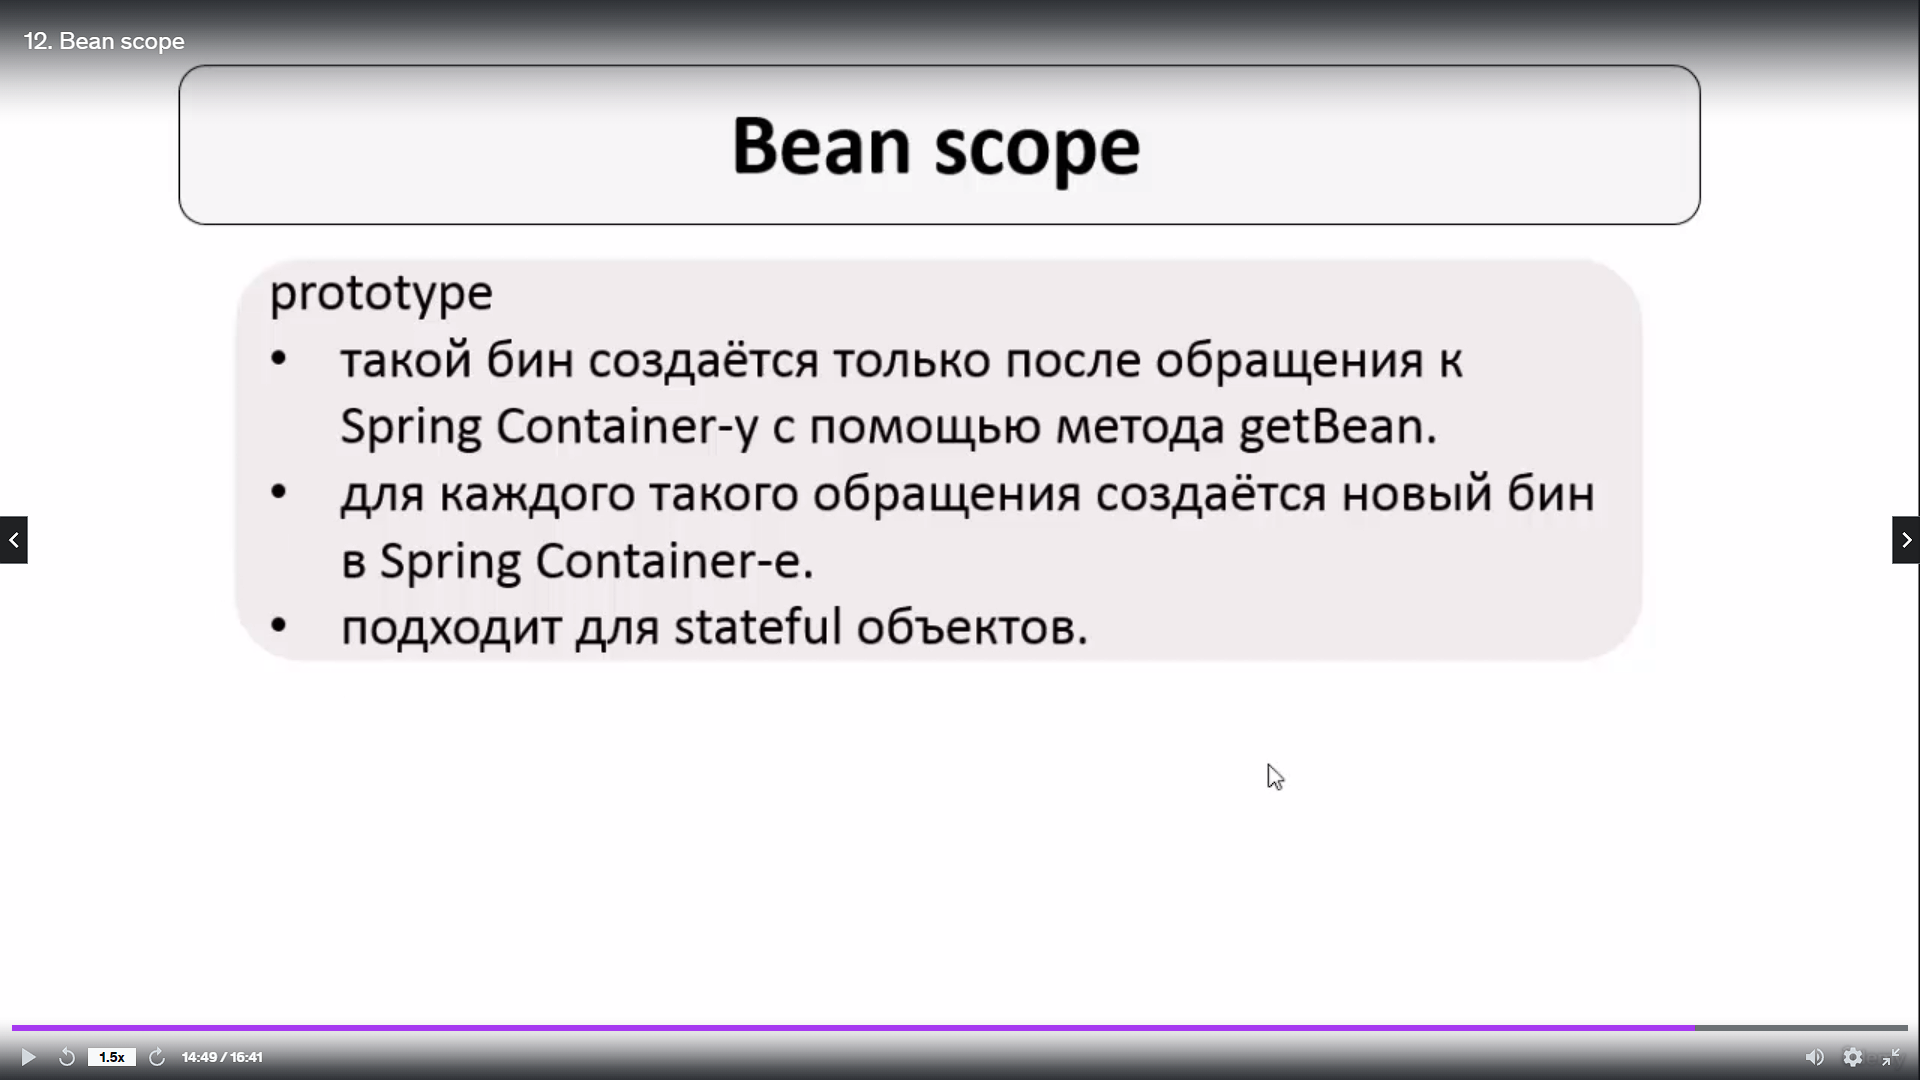 12. Bean scope
Bean scope
prototype
• такой бин создаётся только после обращения к
Spring Container-у с помощью метода getBean.
• для каждого такого обращения создаётся новый бин
в Spring Container-е.
• подходит для stateful объектов.
1.5x
14:49 / 16:41